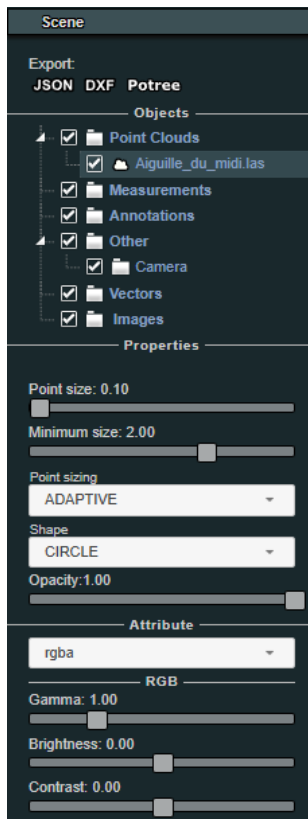 Scene
Export:
JSON DXF Potree
Objects
Point Clouds
Aiguille_du_midi.las
Measurements
Annotations
Other
Camera
Vectors
Images
Properties
Point size: 0.10
Minimum size: 2.00
Point sizing
ADAPTIVE
Shape
CIRCLE
Opacity:1.00
Attribute
rgba
RGB
Gamma: 1.00
Brightness: 0.00
Contrast: 0.00